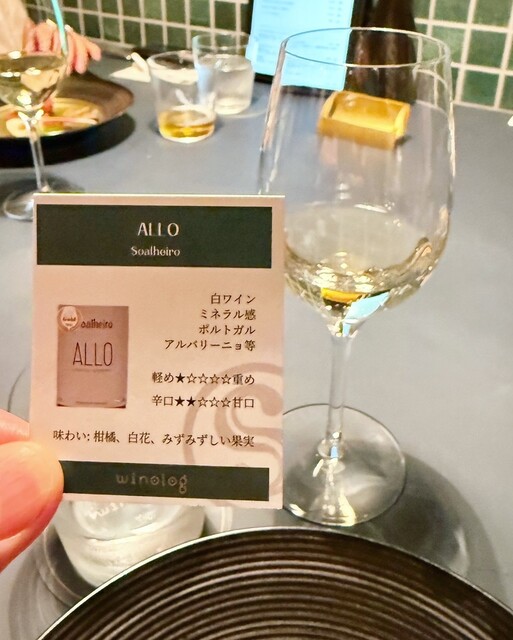 ALLO
Soalheiro
白ワイン
ミネラル感
ポルトガル
アルバリーニョ等
Soalheiro
ALLO
軽め★☆☆☆☆重め
辛口★★☆☆☆甘口
味わい; 柑橘、白花、みずみずしい果実
winolog